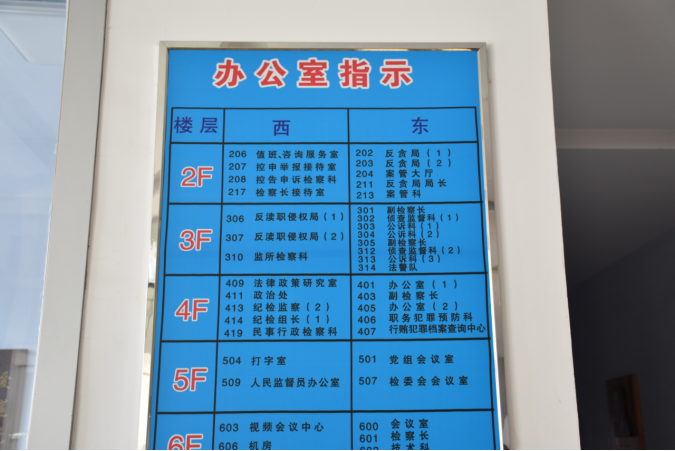 办公室指示
楼层 西 东
2F
206 值班、咨询服务室
207 控申举报接待室
208 控告申诉检察科
217 检察长接待室
202 反贪局（1）
203 反贪局（2）
204 案管大厅
211 反贪局局长
213 案管科
3F
306 反渎职侵权局（1）
307 反渎职侵权局（2）
310 监所检察科
301 副检察长
302 侦查监督科（1）
303 公诉科（1）
304 公诉科（2）
305 副检察长
312 侦查监督科（2）
313 公诉科（3）
314 法警队
4F
409 法律政策研究室
411 政治处
413 纪检监察（2）
414 纪检组长（1）
419 民事行政检察科
401 办公室（1）
403 副检察长
405 办公室（2）
406 职务犯罪预防科
407 行贿犯罪档案查询中心
5F
504 打字室
509 人民监督员办公室
501 党组会议室
507 检委会会议室
6F
603 视频会议中心
606 机房
600 会议室
601 检察长
602 技术科